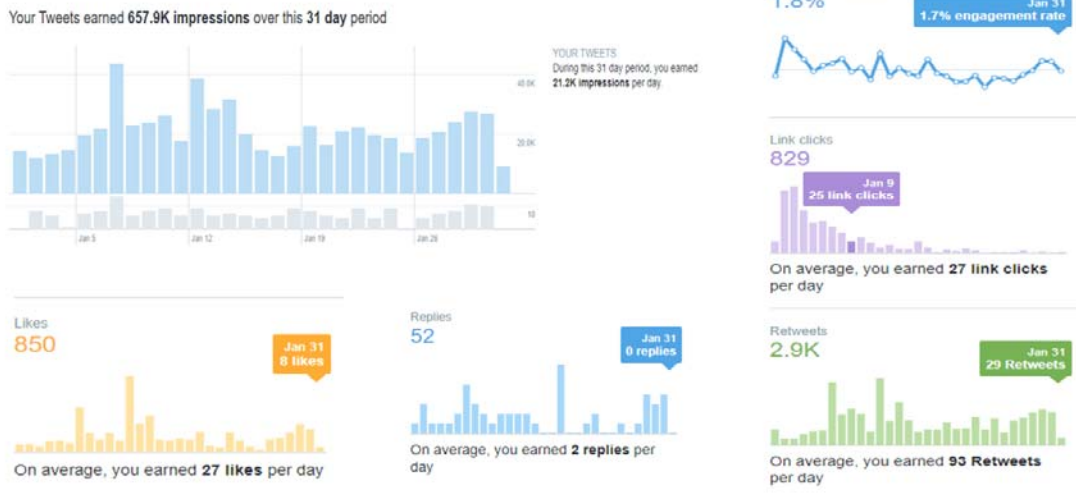 Your Tweets earned 657.9K impressions over this 31 day period
YOUR TWEETS
During this 31 day period, you earned
21.2K impressions per day
40.0K
20.0K
10
Jan 5
Jan 12
Jan 19
Jan 26
1.8%
Jan 31
1.7% engagement rate
Link clicks
829
Jan 9
25 link clicks
On average, you earned 27 link clicks
per day
Likes
850
Jan 31
8 likes
On average, you earned 27 likes per day
Replies
52
Jan 31
0 replies
On average, you earned 2 replies per
day
Retweets
2.9K
Jan 31
29 Retweets
On average, you earned 93 Retweets
per day